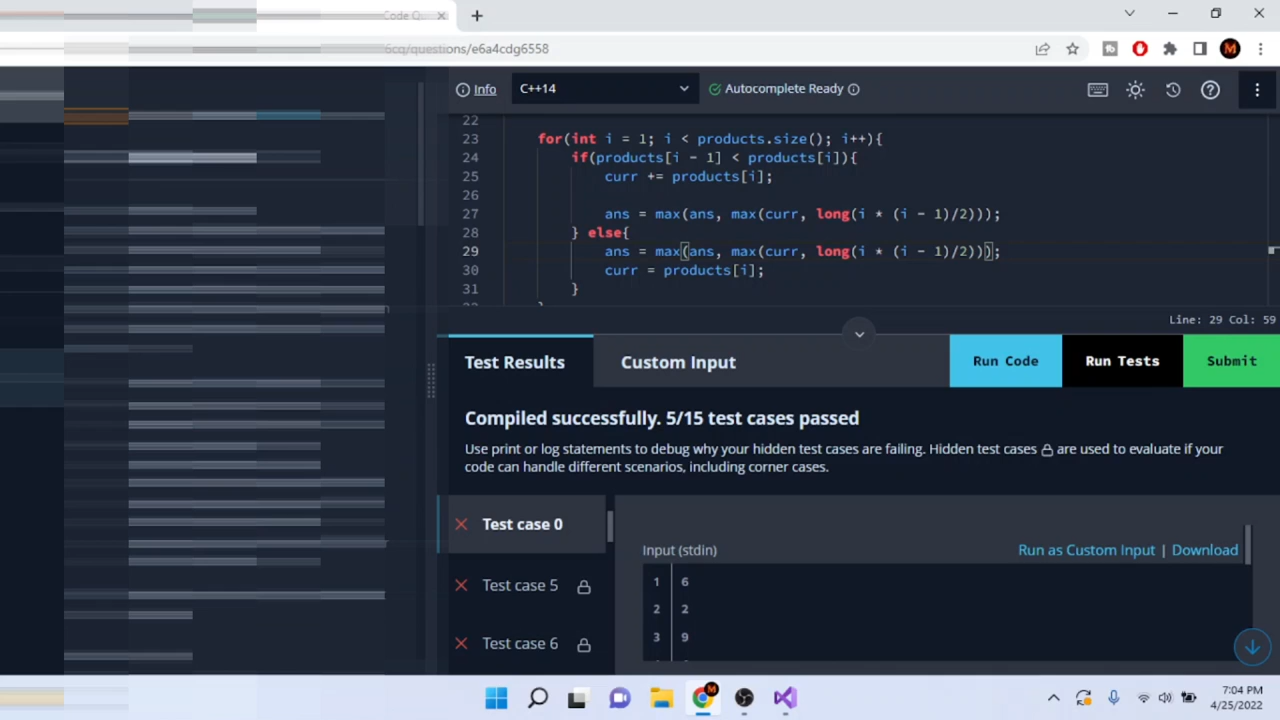 Code Q
6cq/questions/e6a4cdg6558
M
Info
C++14
Autocomplete Ready
22
23 for(int i = 1; i < products.size(); i++){
24 if(products[i - 1] < products[i]){
25 curr += products[i];
26
27 ans = max(ans, max(curr, long(i * (i - 1)/2)));
28 } else{
29 ans = max(ans, max(curr, long(i * (i - 1)/2)));
30 curr = products[i];
31 }
Line: 29 Col: 59
Test Results
Custom Input
Run Code
Run Tests
Submit
Compiled successfully. 5/15 test cases passed
Use print or log statements to debug why your hidden test cases are failing. Hidden test cases are used to evaluate if your
code can handle different scenarios, including corner cases.
Test case 0
Test case 5
Test case 6
Input (stdin)
Run as Custom Input | Download
1 6
2 2
3 9
M
7:04 PM
4/25/2022